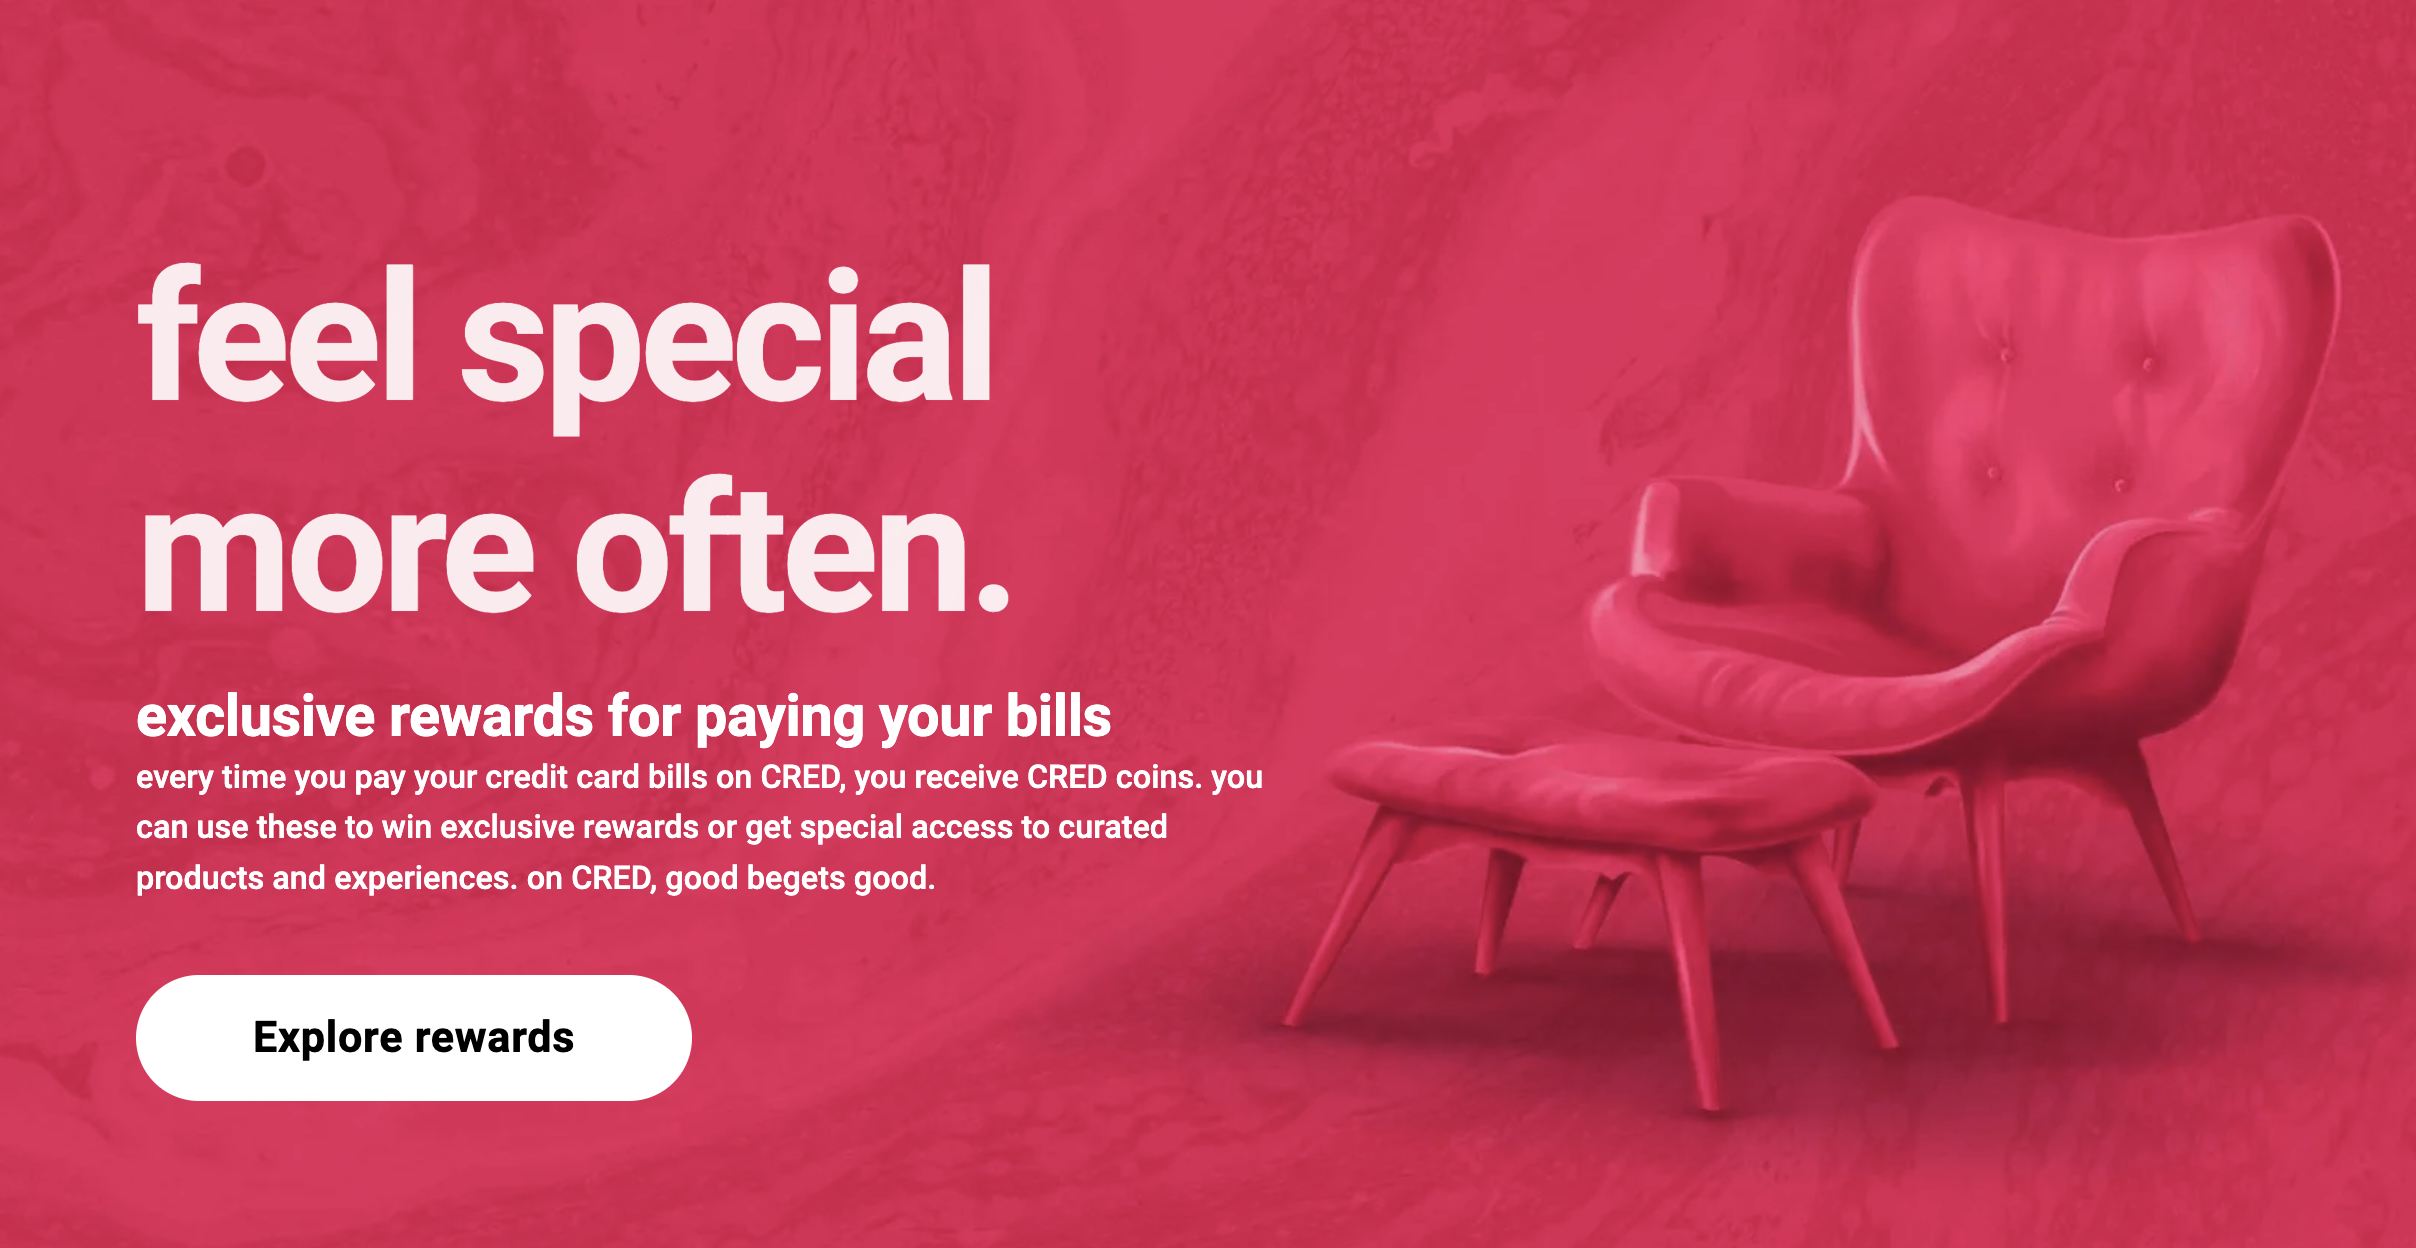 feel special
more often.
exclusive rewards for paying your bills
every time you pay your credit card bills on CRED, you receive CRED coins. you
can use these to win exclusive rewards or get special access to curated
products and experiences. on CRED, good begets good.
Explore rewards